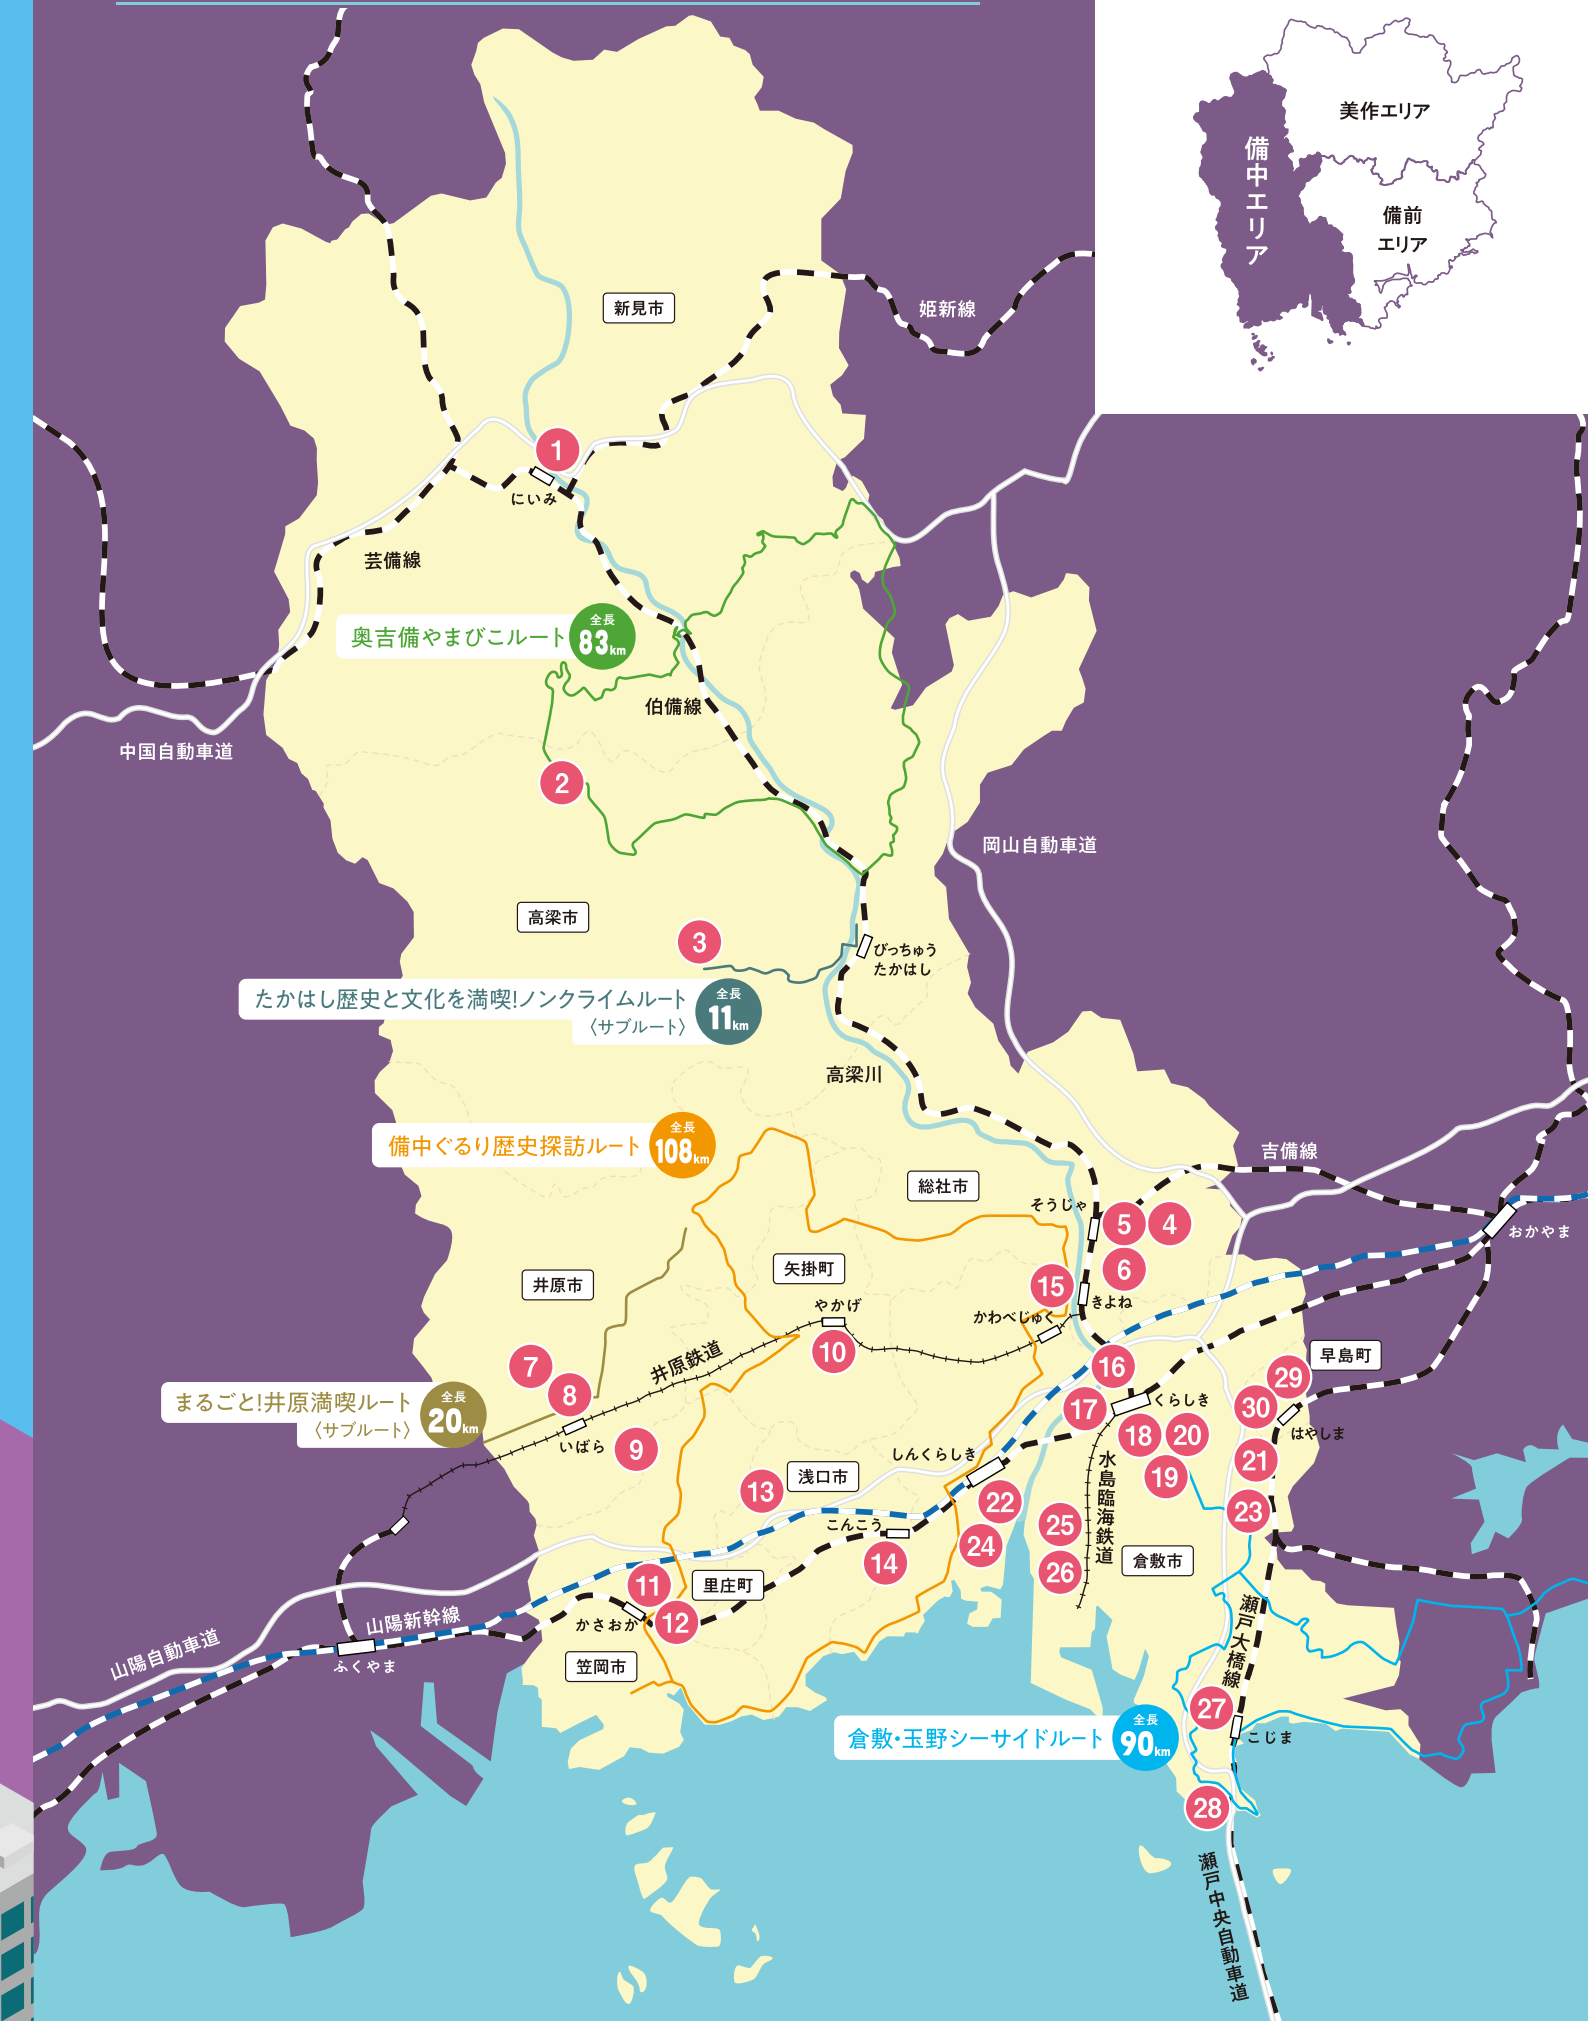 美作エリア
備中エリア
備前
エリア
新見市
姫新線
1
にいみ
芸備線
奥吉備やまびこルート
全長
83km
伯備線
中国自動車道
2
岡山自動車道
高梁市
3
びっちゅう
たかはし
たかはし歴史と文化を満喫!ノンクライムルート
〈サブルート〉
全長
11km
高梁川
備中ぐるり歴史探訪ルート
全長
108km
吉備線
総社市
そうじゃ
5
4
おかやま
6
矢掛町
井原市
15
きよね
やかげ
かわべじゅく
10
井原鉄道
早島町
16
7
29
8
まるごと!井原満喫ルート
〈サブルート〉
全長
20km
17
くらしき
30
はやしま
いばら
9
18
20
しんくらしき
21
水島臨海鉄道
浅口市
13
19
22
23
こんこう
25
24
14
倉敷市
26
11
里庄町
12
かさおか
山陽新幹線
山陽自動車道
ふくやま
瀬戸大橋線
笠岡市
27
倉敷・玉野シーサイドルート
全長
90km
こじま
28
瀬戸中央自動車道